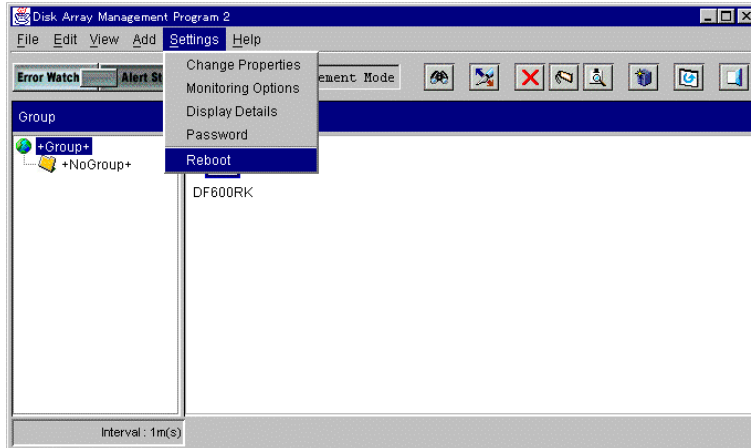 Disk Array Management Program 2
File Edit View Add Settings Help
Error Watch Alert St
ement Mode
Change Properties
Monitoring Options
Display Details
Password
Reboot
Group
+Group+
+NoGroup+
DF600RK
Interval : 1m(s)